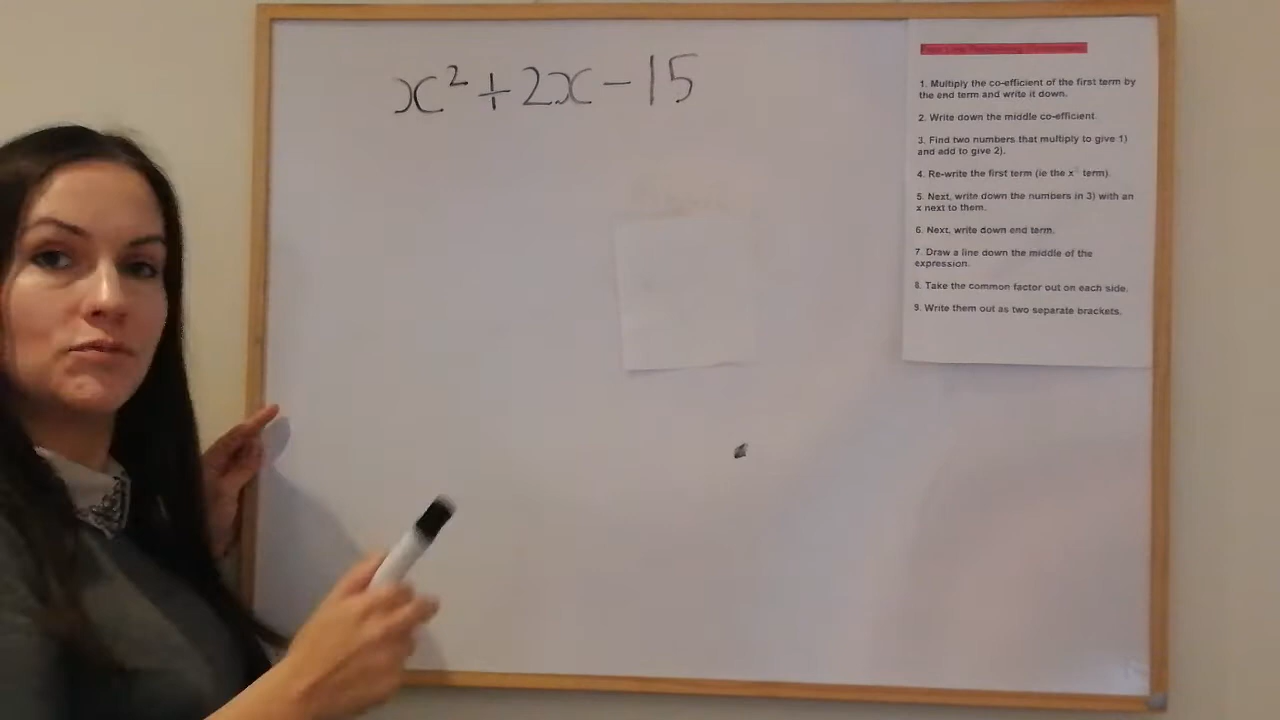 x² + 2x - 15
1. Multiply the co-efficient of the first term by
the end term and write it down.
2. Write down the middle co-efficient
3. Find two numbers that multiply to give 1)
and add to give 2).
4. Re-write the first term (ie the x² term).
5. Next, write down the numbers in 3) with an
x next to them.
6. Next, write down end term.
7. Draw a line down the middle of the
expression.
8. Take the common factor out on each side.
9. Write them out as two separate brackets.